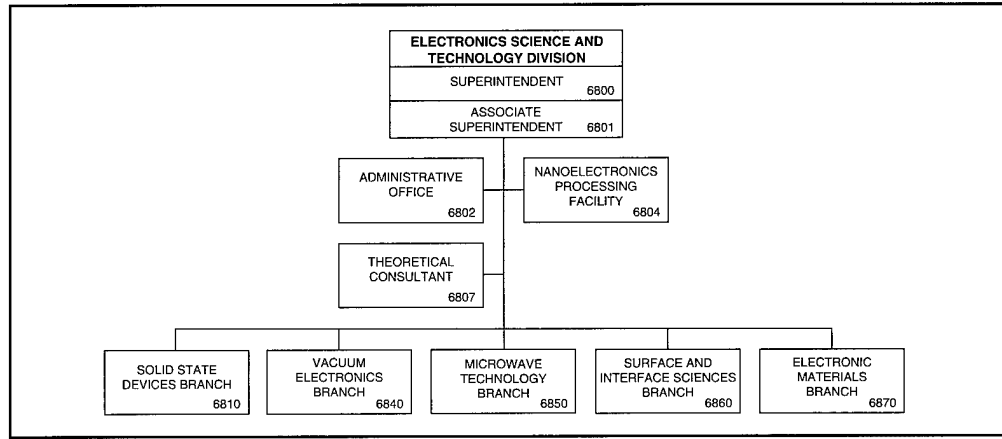 ELECTRONICS SCIENCE AND
TECHNOLOGY DIVISION
SUPERINTENDENT
6800
ASSOCIATE
SUPERINTENDENT 6801
ADMINISTRATIVE
OFFICE
6802
NANOELECTRONICS
PROCESSING
FACILITY
6804
THEORETICAL
CONSULTANT
6807
SOLID STATE
DEVICES BRANCH
6810
VACUUM
ELECTRONICS
BRANCH
6840
MICROWAVE
TECHNOLOGY
BRANCH
6850
SURFACE AND
INTERFACE SCIENCES
BRANCH
6860
ELECTRONIC
MATERIALS
BRANCH
6870